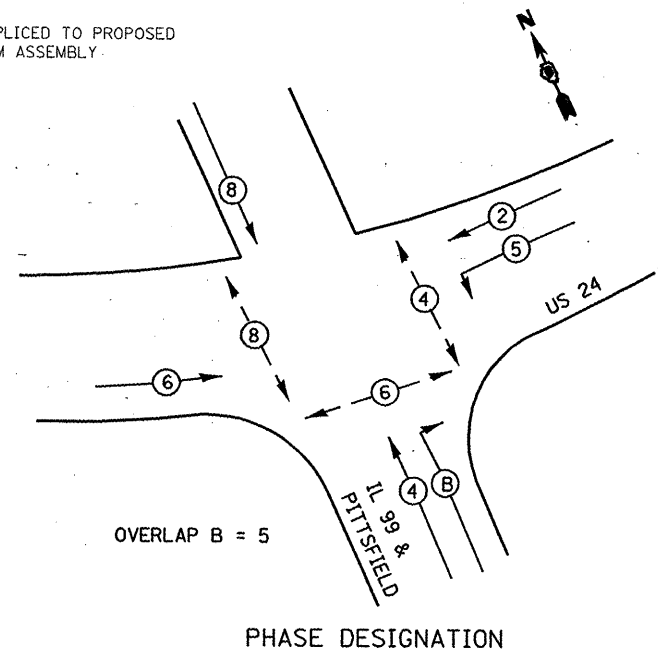 PLICED TO PROPOSED
M ASSEMBLY
N
8
2
5
4
US 24
8
6
6
4
B
IL 99 &
PITTSFIELD
OVERLAP B = 5
PHASE DESIGNATION